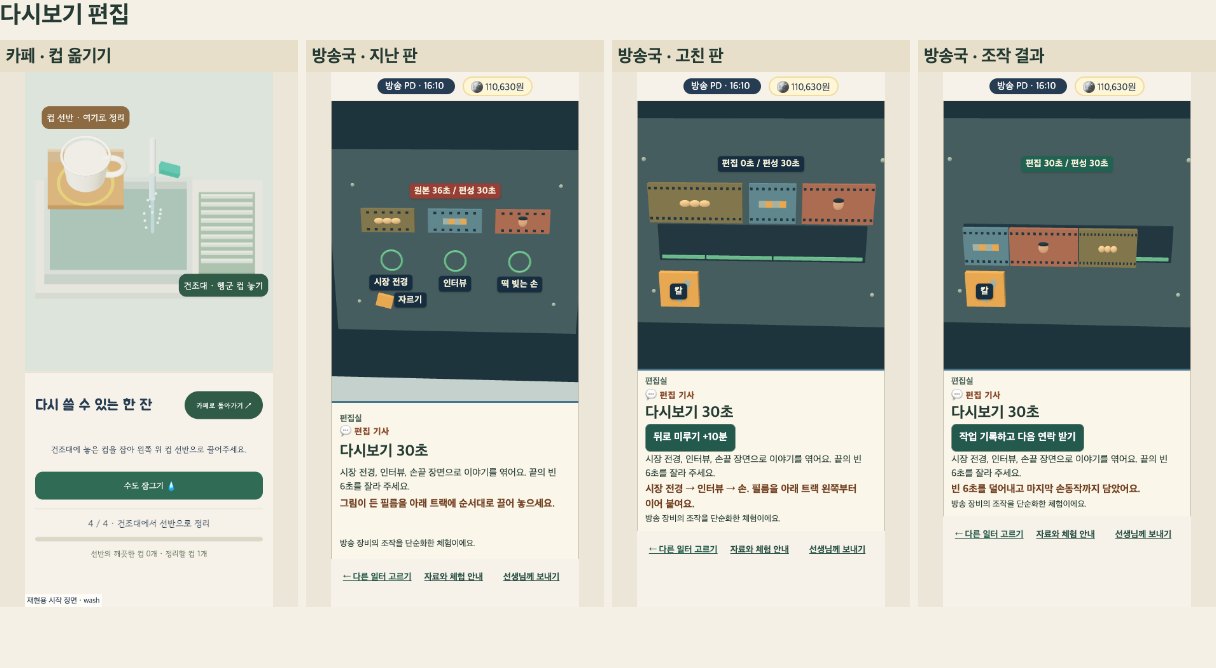 다시보기 편집
카페 · 컵 옮기기
컵 선반 · 여기로 정리
건조대 · 헹군 컵 놓기
다시 쓸 수 있는 한 잔
카페로 돌아가기 ↗
건조대에 놓은 컵을 잡아 왼쪽 위 컵 선반으로 끌어주세요.
수도 잠그기 💧
4 / 4 · 건조대에서 선반으로 정리
선반의 깨끗한 컵 0개 · 정리할 컵 1개
재현용 시작 장면 · wash
방송국 · 지난 판
방송 PD · 16:10
110,630원
원본 36초 / 편성 30초
시장 전경
인터뷰
떡 빚는 손
자르기
편집실
💬 편집 기사
다시보기 30초
시장 전경, 인터뷰, 손끝 장면으로 이야기를 엮어요. 끝의 빈
6초를 잘라 주세요.
그림이 든 필름을 아래 트랙에 순서대로 끌어 놓으세요.
방송 장비의 조작을 단순화한 체험이에요.
← 다른 일터 고르기
자료와 체험 안내
선생님께 보내기
방송국 · 고친 판
방송 PD · 16:10
110,630원
편집 0초 / 편성 30초
칼
편집실
💬 편집 기사
다시보기 30초
뒤로 미루기 +10분
시장 전경, 인터뷰, 손끝 장면으로 이야기를 엮어요. 끝의 빈
6초를 잘라 주세요.
시장 전경 → 인터뷰 → 손. 필름을 아래 트랙 왼쪽부터
이어 붙여요.
방송 장비의 조작을 단순화한 체험이에요.
← 다른 일터 고르기
자료와 체험 안내
선생님께 보내기
방송국 · 조작 결과
방송 PD · 16:10
110,630원
편집 30초 / 편성 30초
칼
편집실
💬 편집 기사
다시보기 30초
작업 기록하고 다음 연락 받기
시장 전경, 인터뷰, 손끝 장면으로 이야기를 엮어요. 끝의 빈
6초를 잘라 주세요.
빈 6초를 덜어내고 마지막 손동작까지 담았어요.
방송 장비의 조작을 단순화한 체험이에요.
← 다른 일터 고르기
자료와 체험 안내
선생님께 보내기